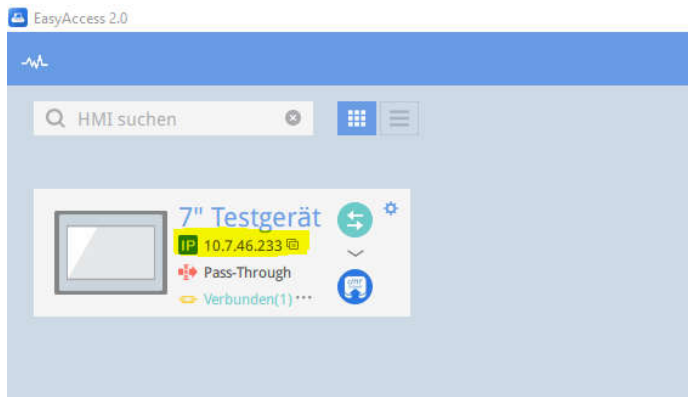 EasyAccess 2.0
HMI suchen
7" Testgerät
IP 10.7.46.233
Pass-Through
Verbunden(1) ...